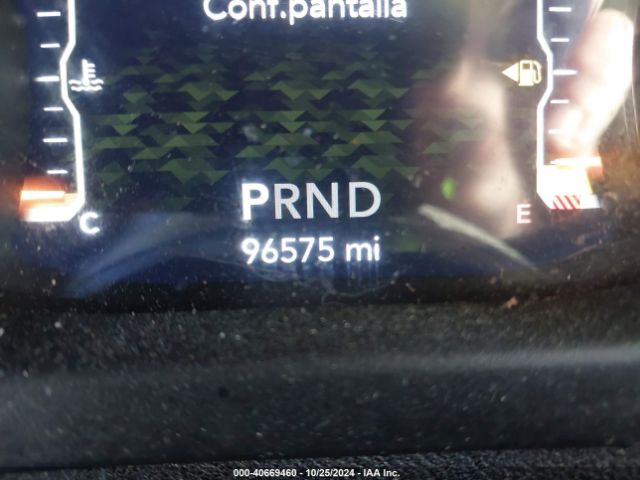 Conf.pantalla
PRND
C
E
96575 mi
000-40669460 - 10/25/2024 - IAA Inc.